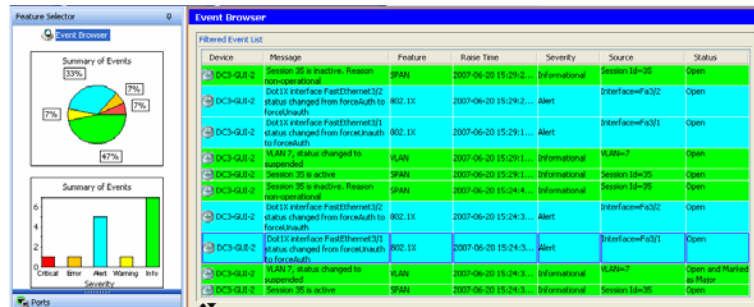 Feature Selector
Event Browser
Event Browser
Summary of Events
33%
7%
7%
7%
47%
Summary of Events
6
4
2
0
Critical Error Alert Warning Info
Severity
Ports
Filtered Event List
Device Message Feature Raise Time Severity Source Status
DC3-GUI-2 Session 35 is inactive. Reason non-operational SPAN 2007-06-20 15:29:2... Informational Session Id=35 Open
DC3-GUI-2 Dot1X interface FastEthernet3/2 status changed from forceAuth to forceUnauth 802.1X 2007-06-20 15:29:2... Alert Interface=Fa3/2 Open
DC3-GUI-2 Dot1X interface FastEthernet3/1 status changed from forceUnauth to forceAuth 802.1X 2007-06-20 15:29:1... Alert Interface=Fa3/1 Open
DC3-GUI-2 VLAN 7, status changed to suspended VLAN 2007-06-20 15:29:1... Informational VLAN=7 Open
DC3-GUI-2 Session 35 is active SPAN 2007-06-20 15:29:1... Informational Session Id=35 Open
DC3-GUI-2 Session 35 is inactive. Reason non-operational SPAN 2007-06-20 15:24:4... Informational Session Id=35 Open
DC3-GUI-2 Dot1X interface FastEthernet3/2 status changed from forceAuth to forceUnauth 802.1X 2007-06-20 15:24:3... Alert Interface=Fa3/2 Open
DC3-GUI-2 Dot1X interface FastEthernet3/1 status changed from forceUnauth to forceAuth 802.1X 2007-06-20 15:24:3... Alert Interface=Fa3/1 Open
DC3-GUI-2 VLAN 7, status changed to suspended VLAN 2007-06-20 15:24:3... Informational VLAN=7 Open and Marked as Major
DC3-GUI-2 Session 35 is active SPAN 2007-06-20 15:24:3... Informational Session Id=35 Open